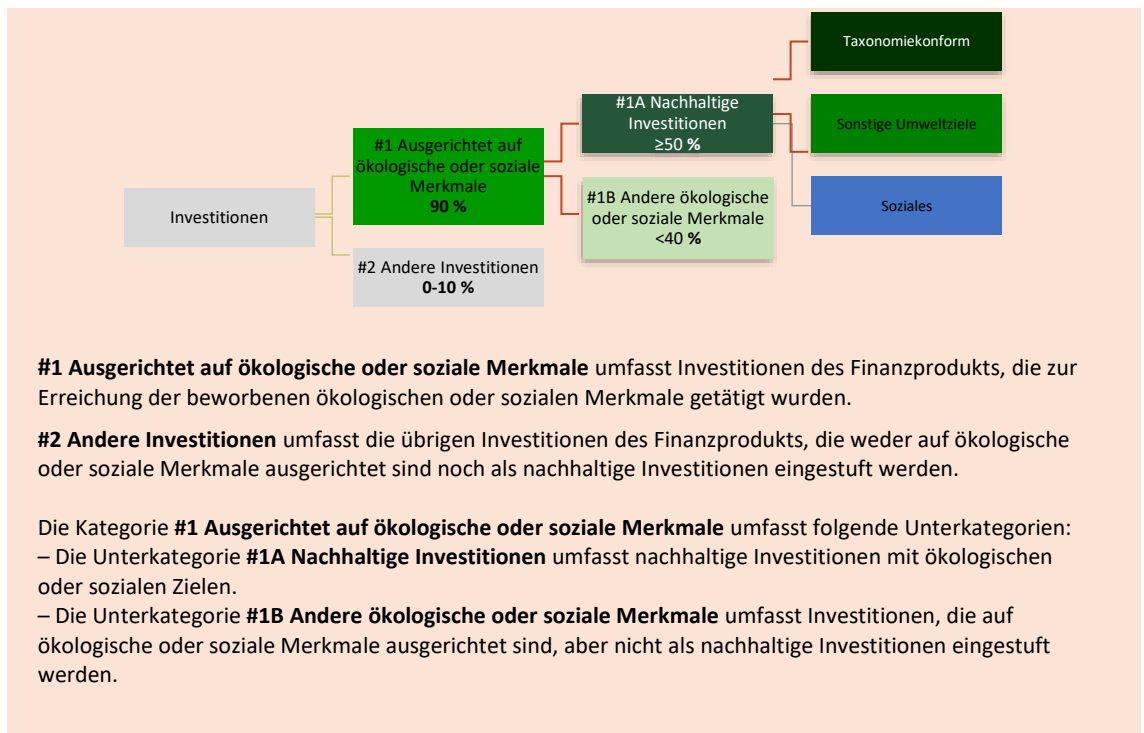 Taxonomiekonform
#1A Nachhaltige
Investitionen
≥50 %
Sonstige Umweltziele
#1 Ausgerichtet auf
ökologische oder soziale
Merkmale
90 %
#1B Andere ökologische
oder soziale Merkmale
<40 %
Soziales
Investitionen
#2 Andere Investitionen
0-10 %
#1 Ausgerichtet auf ökologische oder soziale Merkmale umfasst Investitionen des Finanzprodukts, die zur
Erreichung der beworbenen ökologischen oder sozialen Merkmale getätigt wurden.
#2 Andere Investitionen umfasst die übrigen Investitionen des Finanzprodukts, die weder auf ökologische
oder soziale Merkmale ausgerichtet sind noch als nachhaltige Investitionen eingestuft werden.
Die Kategorie #1 Ausgerichtet auf ökologische oder soziale Merkmale umfasst folgende Unterkategorien:
– Die Unterkategorie #1A Nachhaltige Investitionen umfasst nachhaltige Investitionen mit ökologischen
oder sozialen Zielen.
– Die Unterkategorie #1B Andere ökologische oder soziale Merkmale umfasst Investitionen, die auf
ökologische oder soziale Merkmale ausgerichtet sind, aber nicht als nachhaltige Investitionen eingestuft
werden.